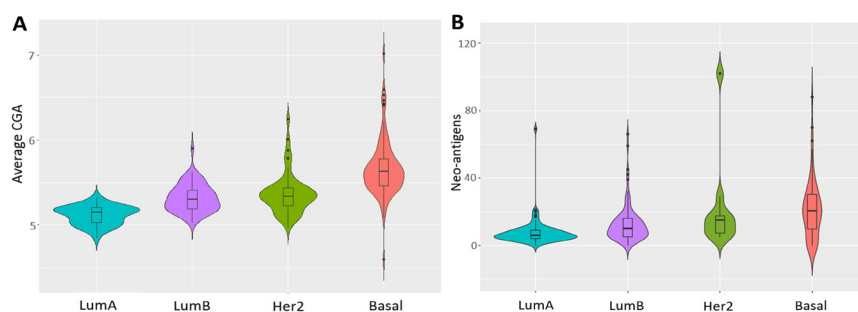 A
Average CGA
7
6
5
LumA LumB Her2 Basal
B
Neo-antigens
120
80
40
0
LumA LumB Her2 Basal